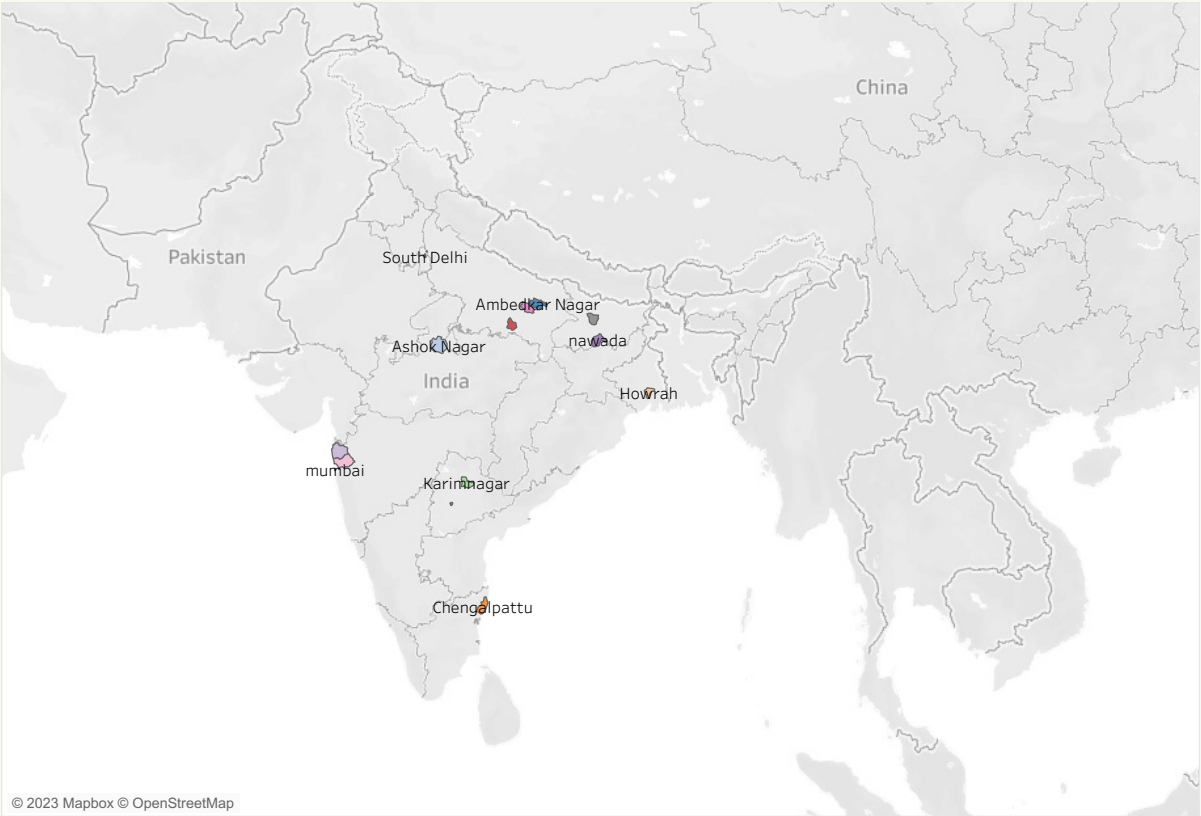 China
Pakistan
South Delhi
Ambedkar Nagar
nawada
Ashok Nagar
India
Howrah
mumbai
Karimnagar
Chengalpattu
© 2023 Mapbox © OpenStreetMap